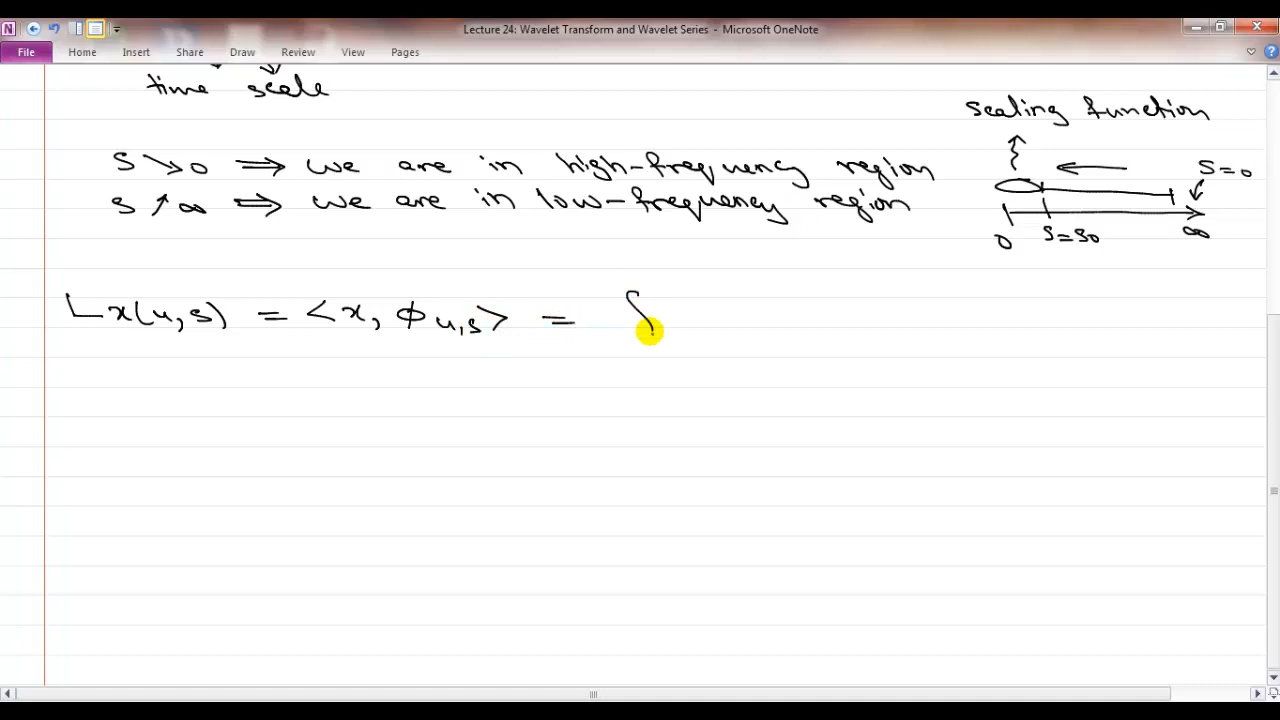 Lecture 24: Wavelet Transform and Wavelet Series - Microsoft OneNote
File Home Insert Share Draw Review View Pages
time scale
scaling function
S ↘ 0 ⟹ we are in high-frequency region
S ↗ ∞ ⟹ we are in low-frequency region
S=0
0 S=S0 ∞
Lx(u,s) = <x, ϕu,s> = ∫